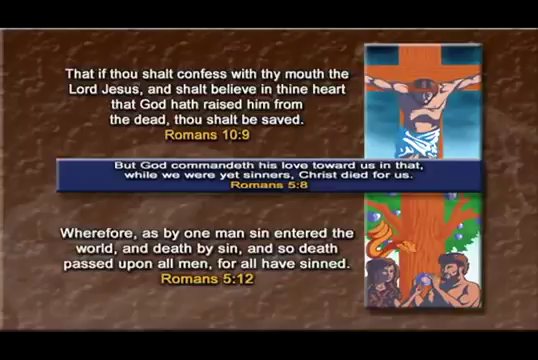 That if thou shalt confess with thy mouth the
Lord Jesus, and shalt believe in thine heart
that God hath raised him from
the dead, thou shalt be saved.
Romans 10:9
But God commandeth his love toward us in that,
while we were yet sinners, Christ died for us.
Romans 5:8
Wherefore, as by one man sin entered the
world, and death by sin, and so death
passed upon all men, for all have sinned.
Romans 5:12